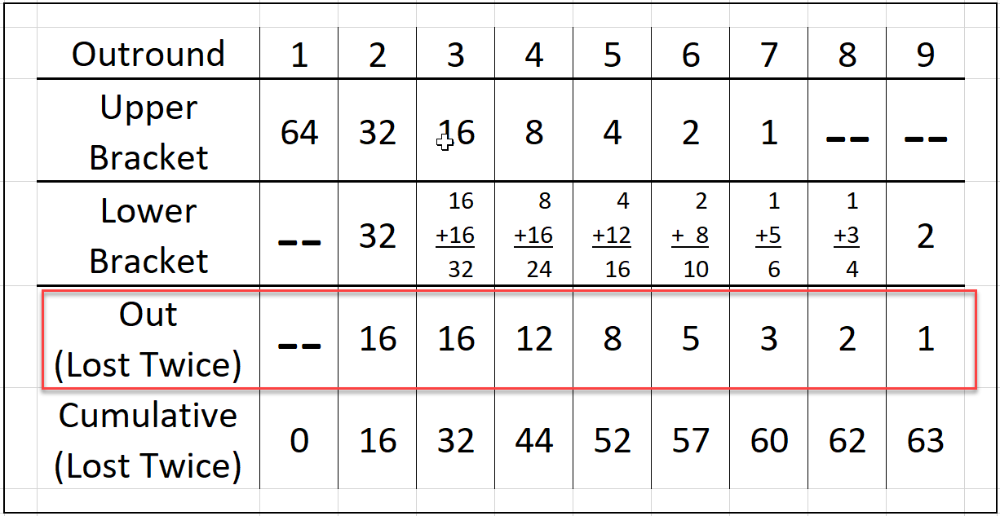 Outround 1 2 3 4 5 6 7 8 9
Upper
Bracket 64 32 16 8 4 2 1 -- --
Lower 16 8 4 2 1 1
Bracket -- 32 +16 +16 +12 + 8 +5 +3 2
32 24 16 10 6 4
Out
(Lost Twice) -- 16 16 12 8 5 3 2 1
Cumulative
(Lost Twice) 0 16 32 44 52 57 60 62 63